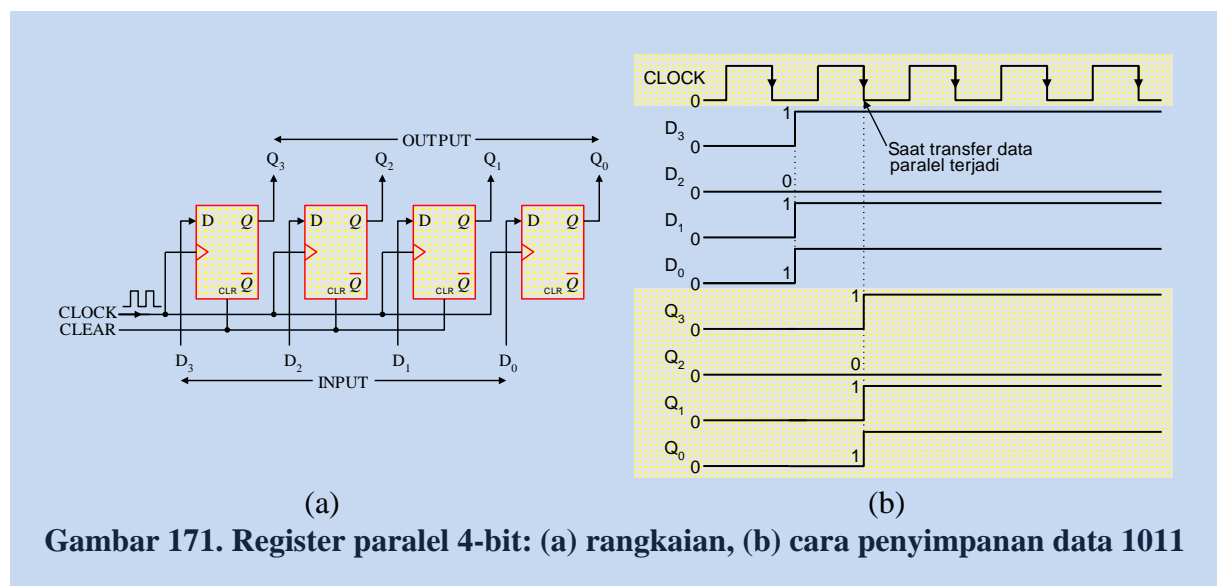 OUTPUT
Q3 Q2 Q1 Q0
D Q D Q D Q D Q
Q̅ Q̅ Q̅ Q̅
CLR CLR CLR CLR
CLOCK
CLEAR
D3 D2 D1 D0
INPUT
(a)
CLOCK
0
D3 0 1
Saat transfer data
paralel terjadi
D2 0 0
D1 0 1
D0 0 1
Q3 0 1
Q2 0 0
Q1 0 1
Q0 0 1
(b)
Gambar 171. Register paralel 4-bit: (a) rangkaian, (b) cara penyimpanan data 1011